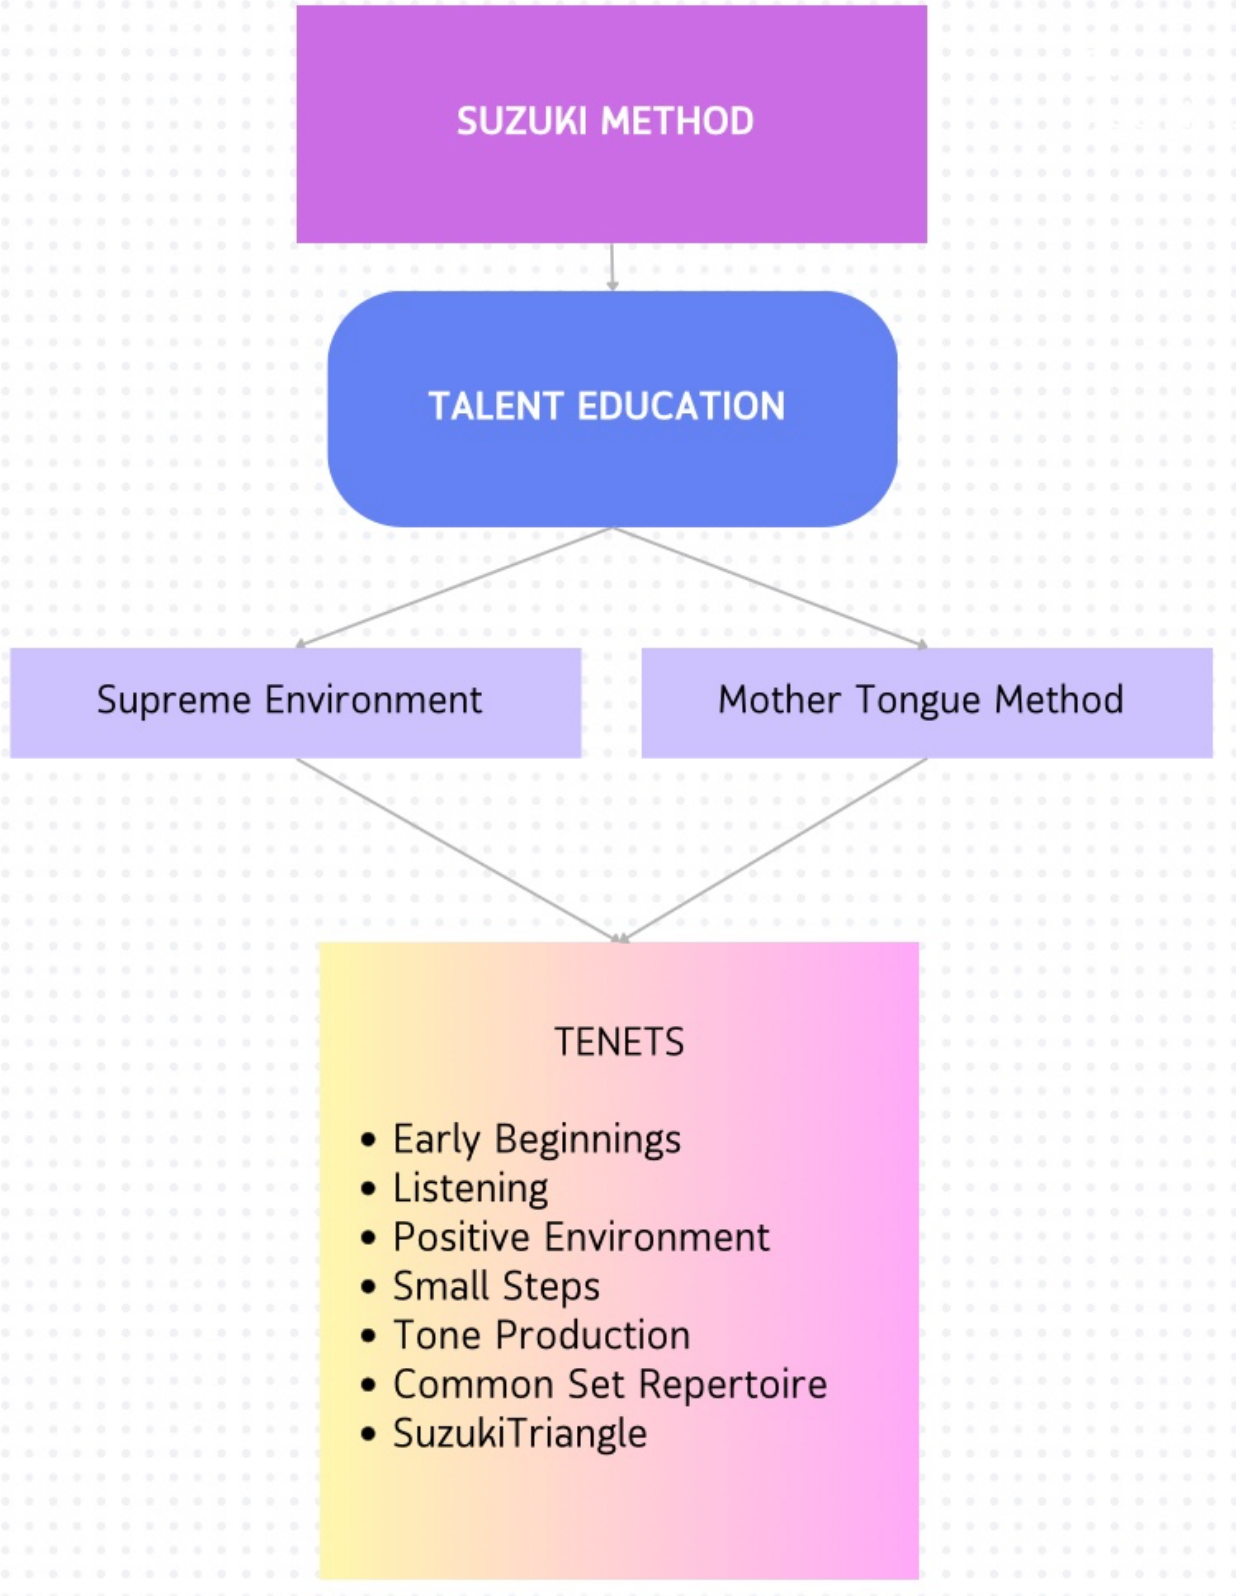 SUZUKI METHOD
TALENT EDUCATION
Supreme Environment
Mother Tongue Method
TENETS
• Early Beginnings
• Listening
• Positive Environment
• Small Steps
• Tone Production
• Common Set Repertoire
• SuzukiTriangle